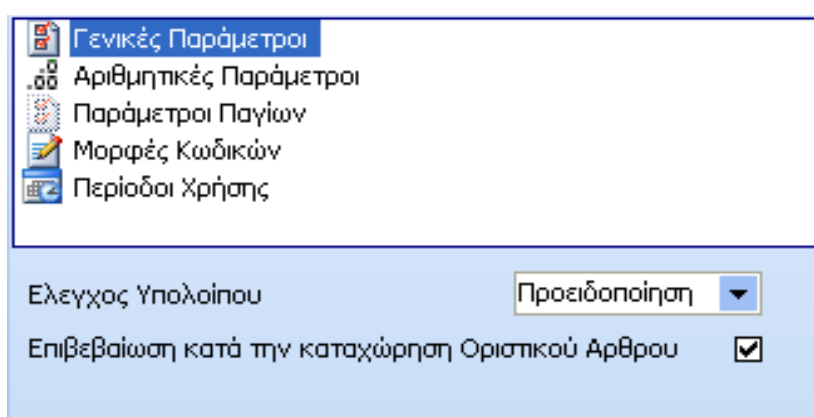 Γενικές Παράμετροι
Αριθμητικές Παράμετροι
Παράμετροι Παγίων
Μορφές Κωδικών
Περίοδοι Χρήσης
Ελεγχος Υπολοίπου Προειδοποίηση
Επιβεβαίωση κατά την καταχώρηση Οριστικού Αρθρου